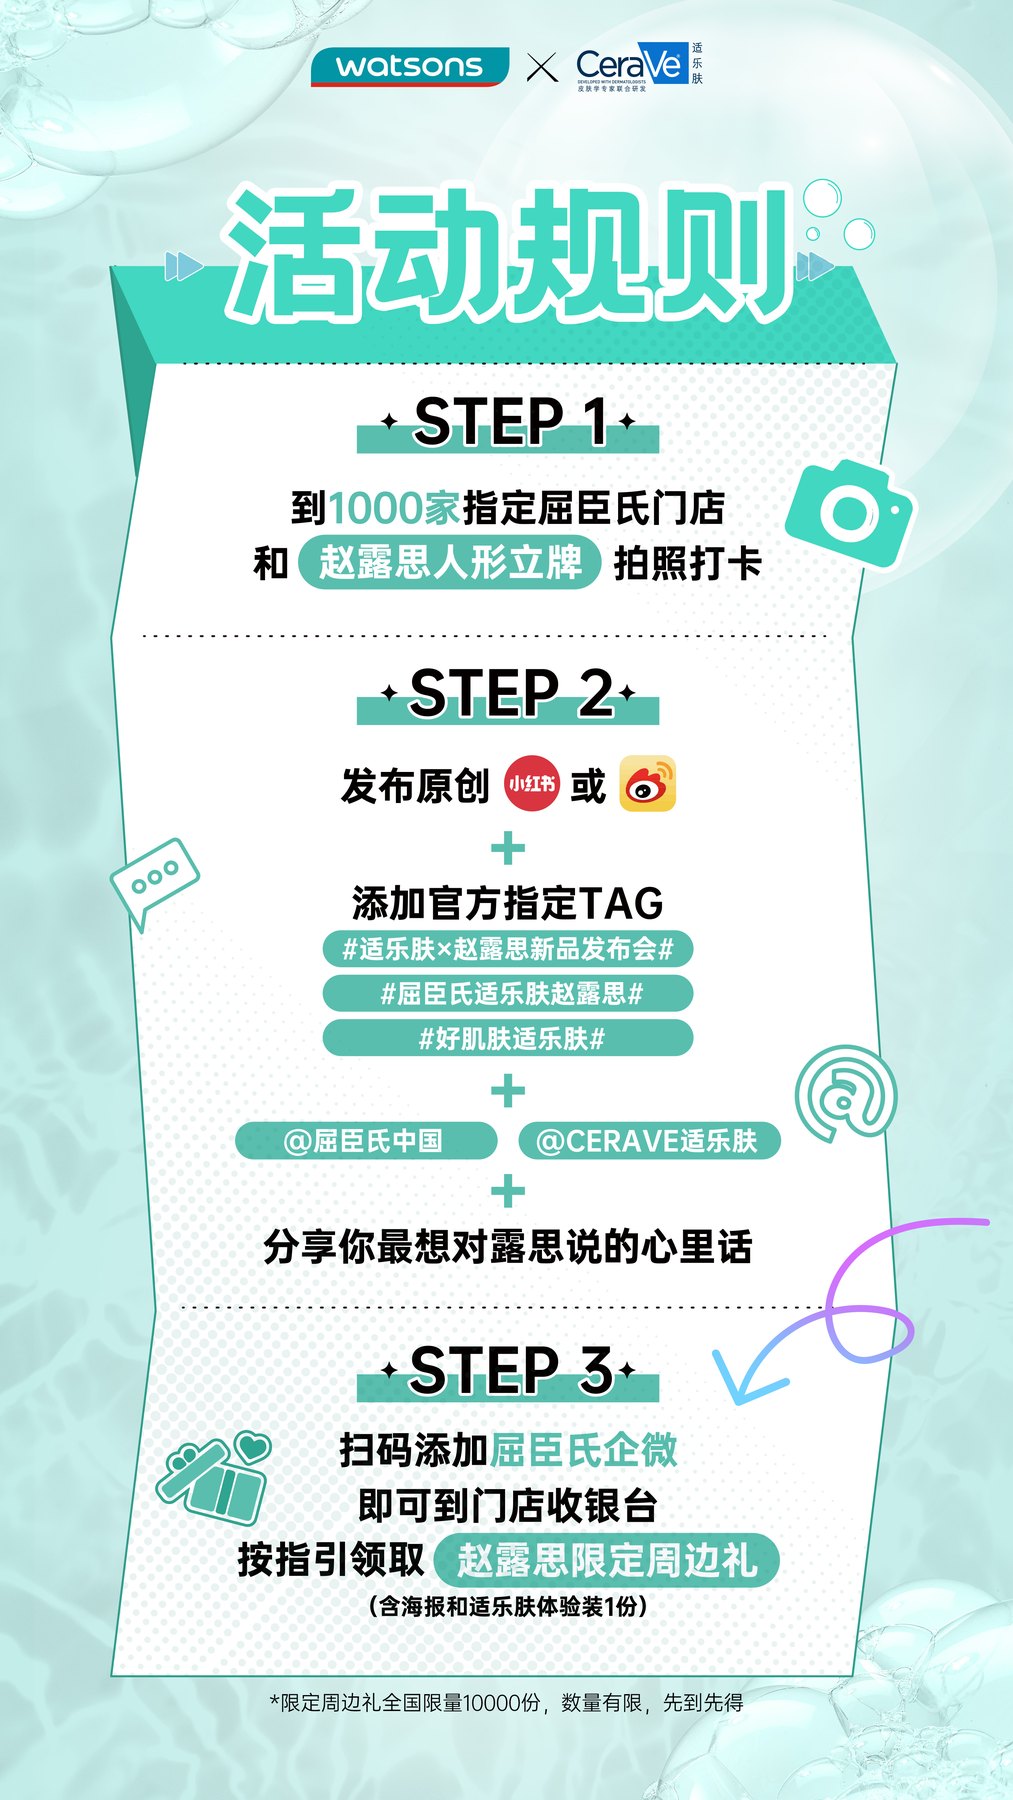 watsons
CeraVe
适乐肤
DEVELOPED WITH DERMATOLOGISTS
皮肤学专家联合研发
活动规则
STEP 1
到1000家指定屈臣氏门店
和 赵露思人形立牌 拍照打卡
STEP 2
发布原创 小红书 或
+
添加官方指定TAG
#适乐肤×赵露思新品发布会#
#屈臣氏适乐肤赵露思#
#好肌肤适乐肤#
+
@屈臣氏中国 @CERAVE适乐肤
+
分享你最想对露思说的心里话
STEP 3
扫码添加屈臣氏企微
即可到门店收银台
按指引领取 赵露思限定周边礼
(含海报和适乐肤体验装1份)
*限定周边礼全国限量10000份，数量有限，先到先得